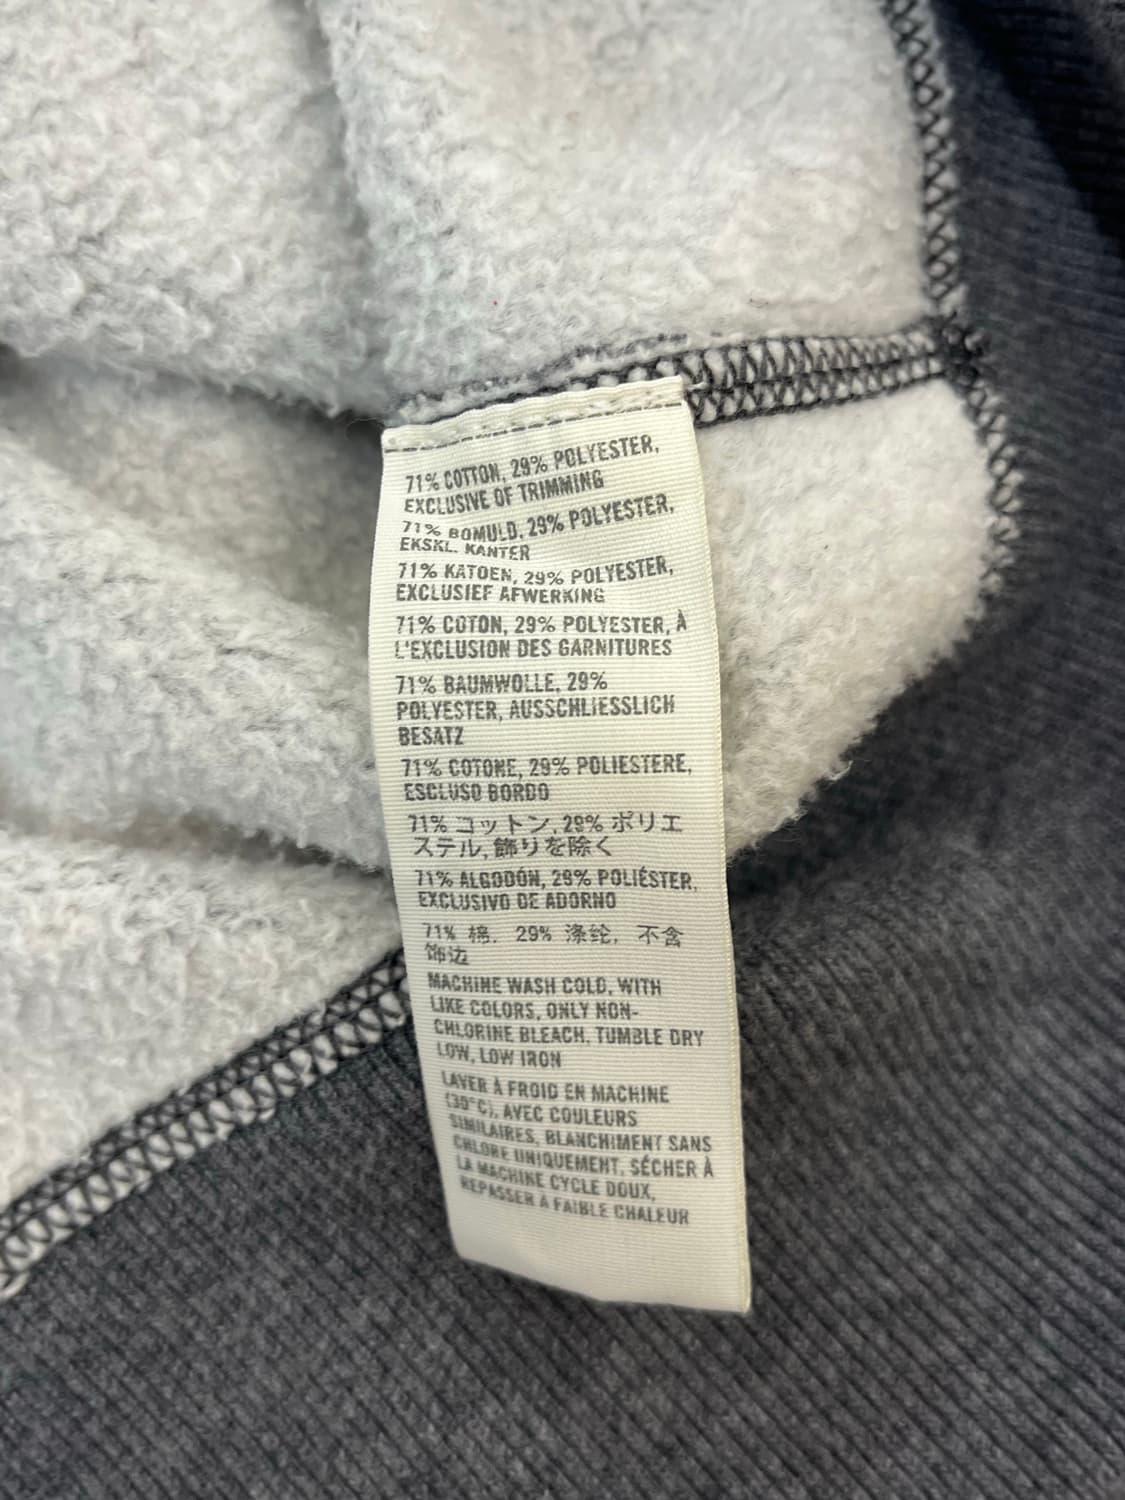 71% COTTON, 29% POLYESTER,
EXCLUSIVE OF TRIMMING
71% BOMULD, 29% POLYESTER,
EKSKL. KANTER
71% KATOEN, 29% POLYESTER,
EXCLUSIEF AFWERKING
71% COTON, 29% POLYESTER, À
L'EXCLUSION DES GARNITURES
71% BAUMWOLLE, 29%
POLYESTER, AUSSCHLIESSLICH
BESATZ
71% COTONE, 29% POLIESTERE,
ESCLUSO BORDO
71% コットン, 29% ポリエ
ステル, 飾りを除く
71% ALGODÓN, 29% POLIÉSTER,
EXCLUSIVO DE ADORNO
71% 棉, 29% 涤纶, 不含
饰边
MACHINE WASH COLD, WITH
LIKE COLORS, ONLY NON-
CHLORINE BLEACH, TUMBLE DRY
LOW, LOW IRON
LAVER À FROID EN MACHINE
(30°C), AVEC COULEURS
SIMILAIRES, BLANCHIMENT SANS
CHLORE UNIQUEMENT, SÉCHER À
LA MACHINE CYCLE DOUX,
REPASSER À FAIBLE CHALEUR